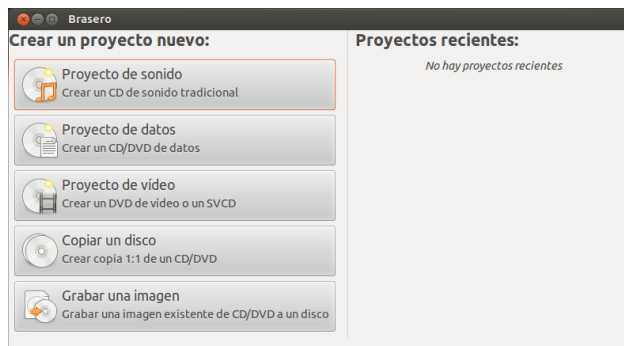 Brasero
Crear un proyecto nuevo:
Proyecto de sonido
Crear un CD de sonido tradicional
Proyecto de datos
Crear un CD/DVD de datos
Proyecto de vídeo
Crear un DVD de vídeo o un SVCD
Copiar un disco
Crear copia 1:1 de un CD/DVD
Grabar una imagen
Grabar una imagen existente de CD/DVD a un disco
Proyectos recientes:
No hay proyectos recientes